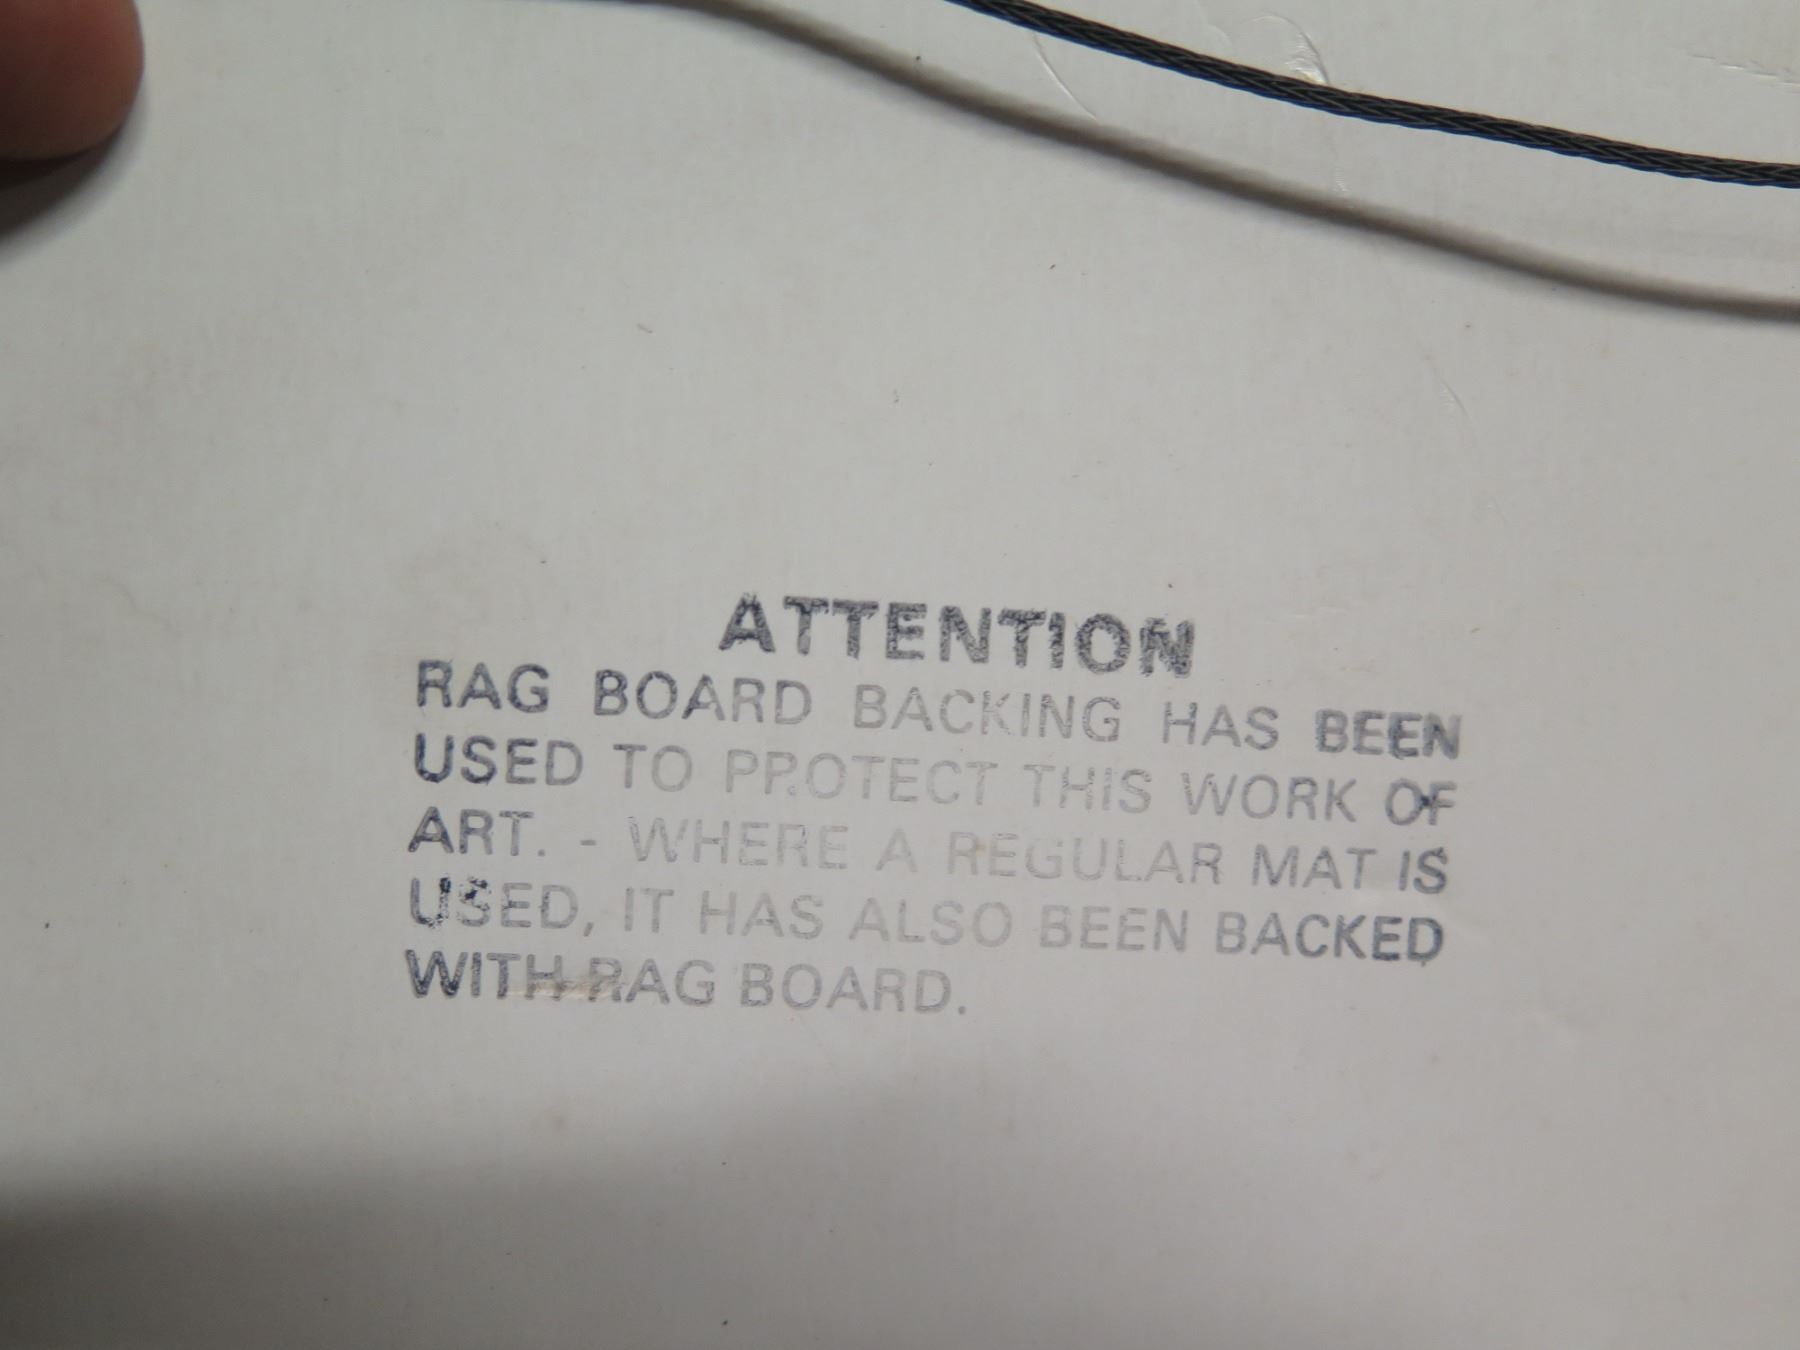 ATTENTION
RAG BOARD BACKING HAS BEEN
USED TO PROTECT THIS WORK OF
ART. - WHERE A REGULAR MAT IS
USED, IT HAS ALSO BEEN BACKED
WITH RAG BOARD.